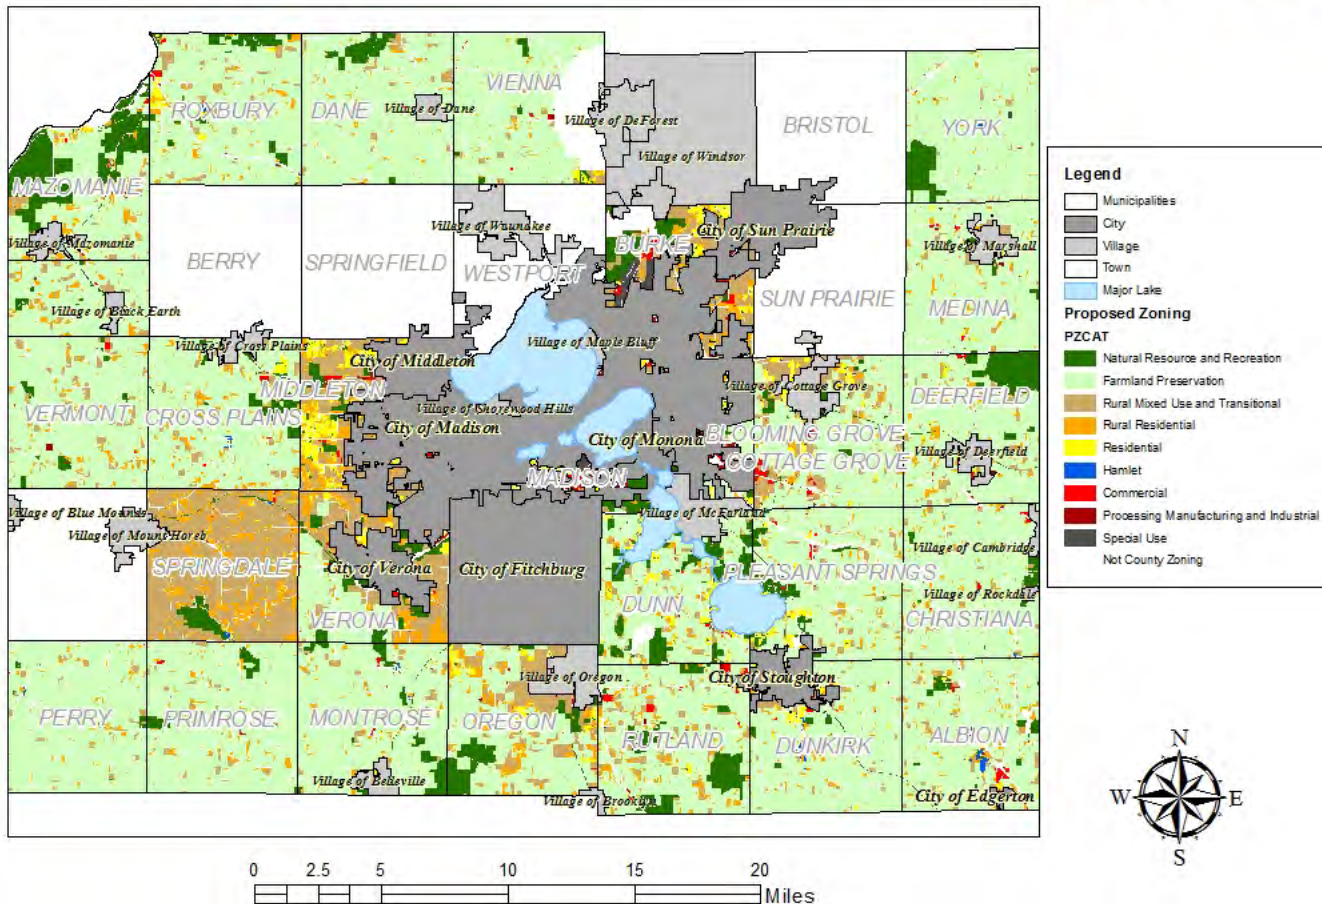 VIENNA
ROXBURY
DANE
Village of Dane
Village of DeForest
BRISTOL
YORK
Village of Windsor
MAZOMANIE
Village of Mazomanie
Village of Waunakee
BURKE
City of Sun Prairie
Village of Marshall
BERRY
SPRINGFIELD
WESTPORT
SUN PRAIRIE
MEDINA
Village of Black Earth
Village of Cross Plains
City of Middleton
Village of Maple Bluff
MIDDLETON
Village of Cottage Grove
DEERFIELD
VERMONT
CROSS PLAINS
Village of Shorewood Hills
City of Madison
City of Monona
BLOOMING GROVE
COTTAGE GROVE
Village of Deerfield
MADISON
Village of Blue Mounds
Village of Mount Horeb
Village of McFarland
Village of Cambridge
SPRINGDALE
City of Verona
City of Fitchburg
PLEASANT SPRINGS
Village of Rockdale
VERONA
DUNN
CHRISTIANA
Village of Oregon
City of Stoughton
PERRY
PRIMROSE
MONTROSE
OREGON
RUTLAND
DUNKIRK
ALBION
Village of Belleville
Village of Brooklyn
City of Edgerton
Legend
Municipalities
City
Village
Town
Major Lake
Proposed Zoning
PZCAT
Natural Resource and Recreation
Farmland Preservation
Rural Mixed Use and Transitional
Rural Residential
Residential
Hamlet
Commercial
Processing Manufacturing and Industrial
Special Use
Not County Zoning
N
W
E
S
0 2.5 5 10 15 20
Miles